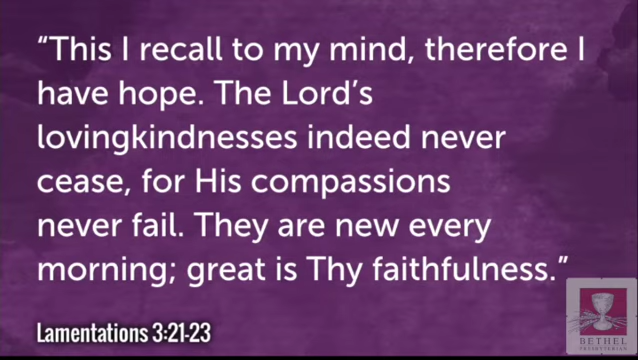 “This I recall to my mind, therefore I
have hope. The Lord’s
lovingkindnesses indeed never
cease, for His compassions
never fail. They are new every
morning; great is Thy faithfulness.”
Lamentations 3:21-23
BETHEL
PRESBYTERIAN